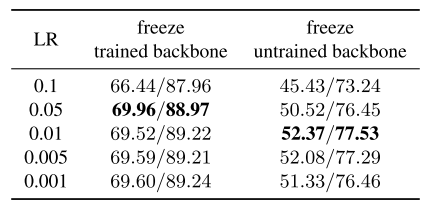 LR freeze trained backbone freeze untrained backbone
0.1 66.44/87.96 45.43/73.24
0.05 69.96/88.97 50.52/76.45
0.01 69.52/89.22 52.37/77.53
0.005 69.59/89.21 52.08/77.29
0.001 69.60/89.24 51.33/76.46